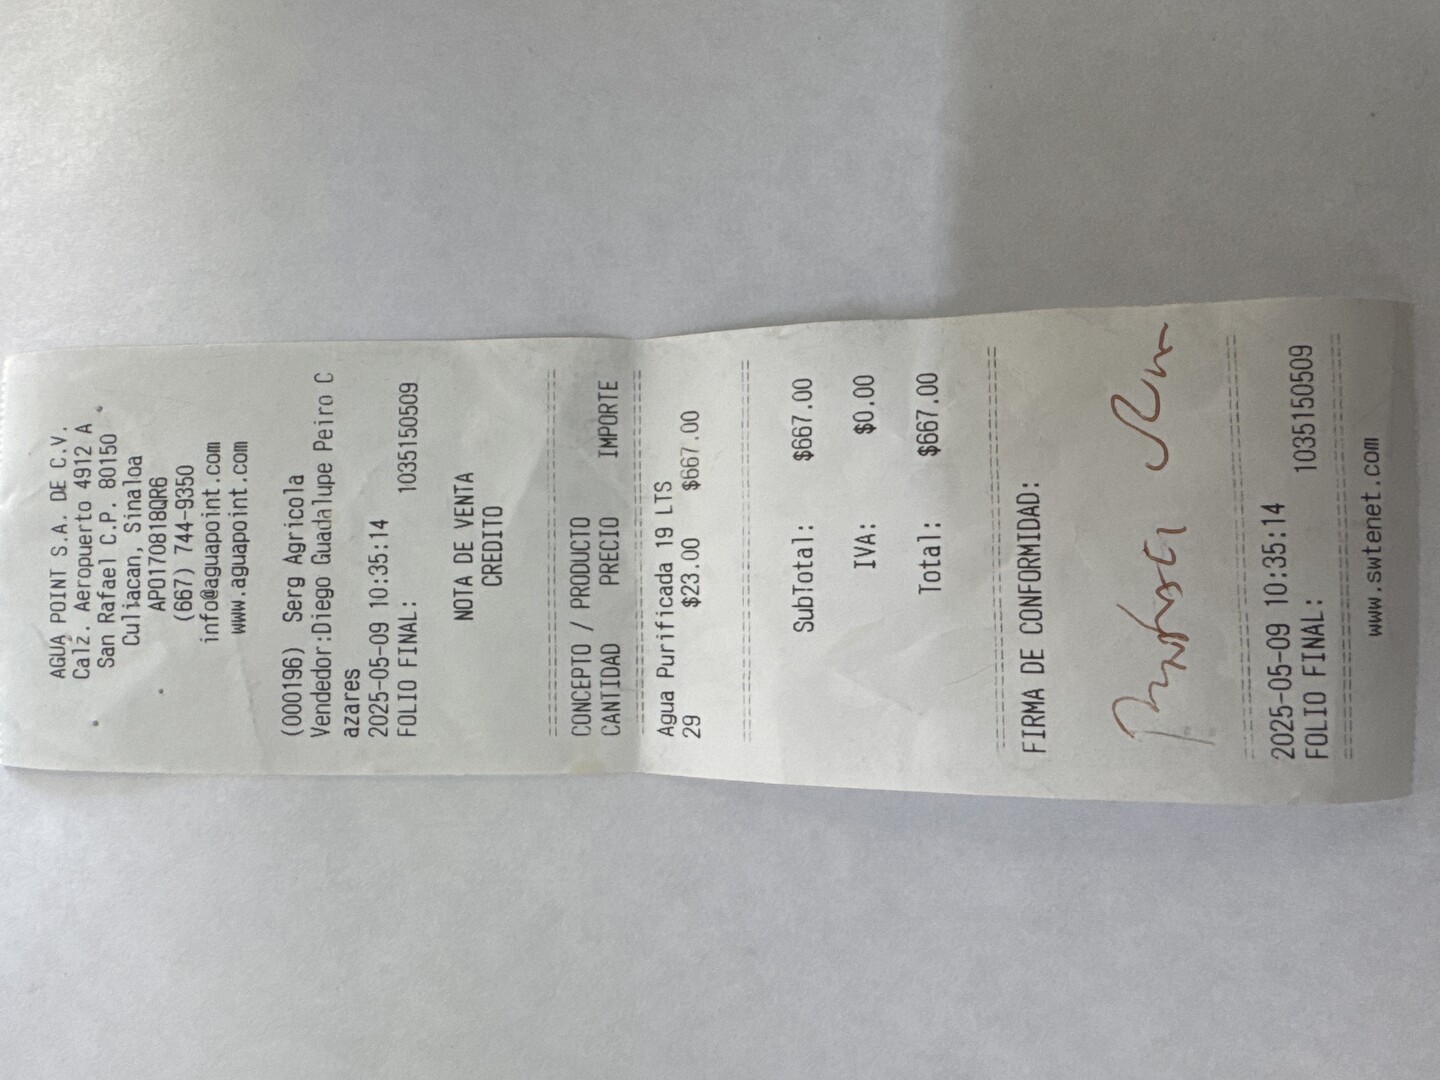 AGUA POINT S.A. DE C.V.
Calz. Aeropuerto 4912 A
San Rafael C.P. 80150
Culiacan, Sinaloa
APO170818QR6
(667) 744-9350
info@aguapoint.com
www.aguapoint.com
(000196) Serg Agricola
Vendedor:Diego Guadalupe Peiro C
azares
2025-05-09 10:35:14
FOLIO FINAL: 1035150509
NOTA DE VENTA
CREDITO
CONCEPTO / PRODUCTO
CANTIDAD PRECIO IMPORTE
Agua Purificada 19 LTS
29 $23.00 $667.00
SubTotal: $667.00
IVA: $0.00
Total: $667.00
FIRMA DE CONFORMIDAD:
2025-05-09 10:35:14
FOLIO FINAL: 1035150509
www.swtenet.com